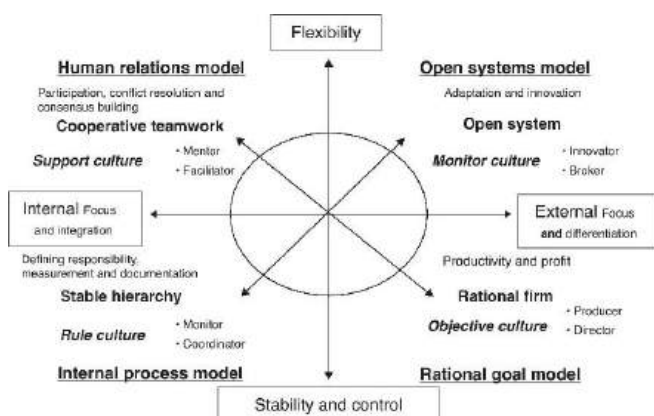 Flexibility
Human relations model
Participation, conflict resolution and
consensus building
Cooperative teamwork
Support culture
• Mentor
• Facilitator
Open systems model
Adaptation and innovation
Open system
Monitor culture
• Innovator
• Broker
Internal Focus
and integration
External Focus
and differentiation
Defining responsibility,
measurement and documentation
Stable hierarchy
Rule culture
• Monitor
• Coordinator
Internal process model
Productivity and profit
Rational firm
Objective culture
• Producer
• Director
Rational goal model
Stability and control